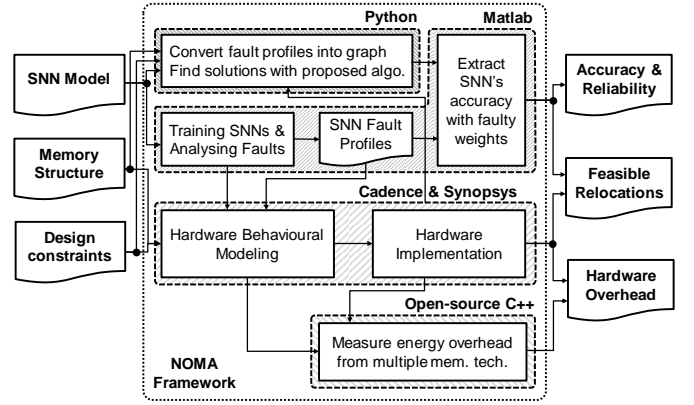 Python
Matlab
SNN Model
Convert fault profiles into graph
Find solutions with proposed algo.
Extract
SNN's
accuracy
with faulty
weights
Accuracy &
Reliability
Training SNNs &
Analysing Faults
SNN Fault
Profiles
Memory
Structure
Feasible
Relocations
Cadence & Synopsys
Design
constraints
Hardware Behavioural
Modeling
Hardware
Implementation
Hardware
Overhead
Open-source C++
Measure energy overhead
from multiple mem. tech.
NOMA
Framework